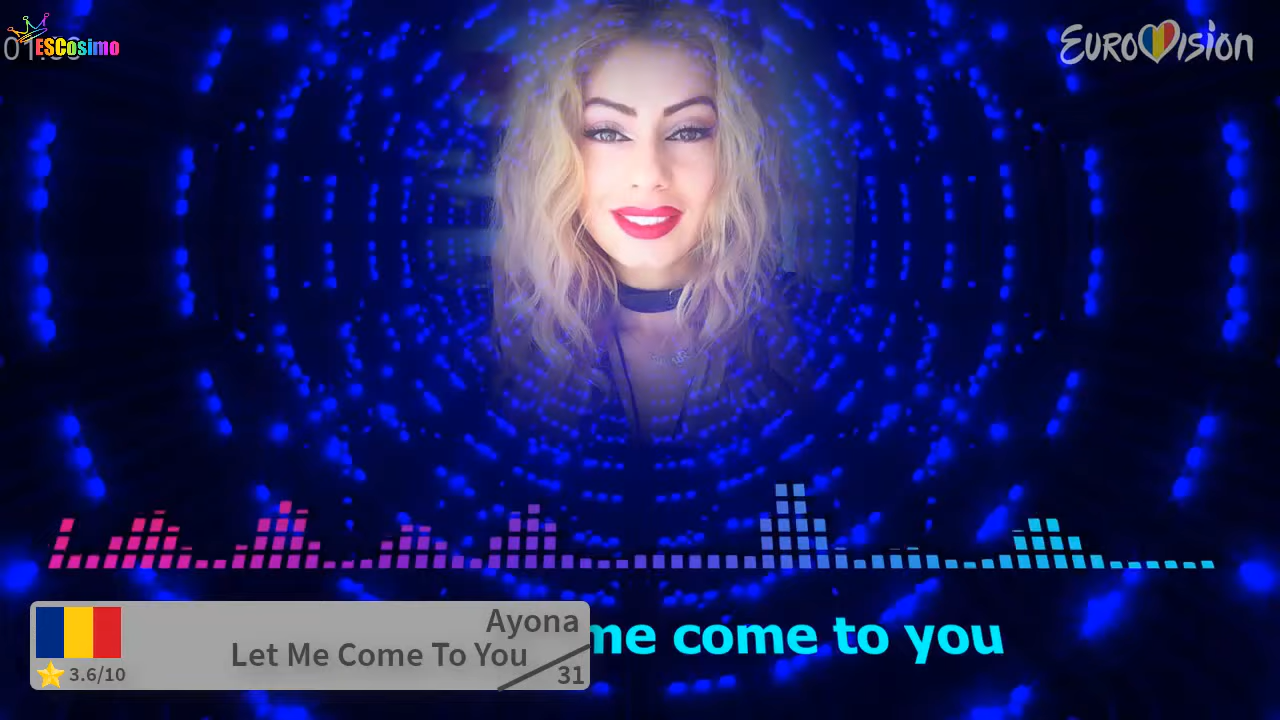 ESCosimo
EUROVISION
me come to you
Ayona
Let Me Come To You
3.6/10
31